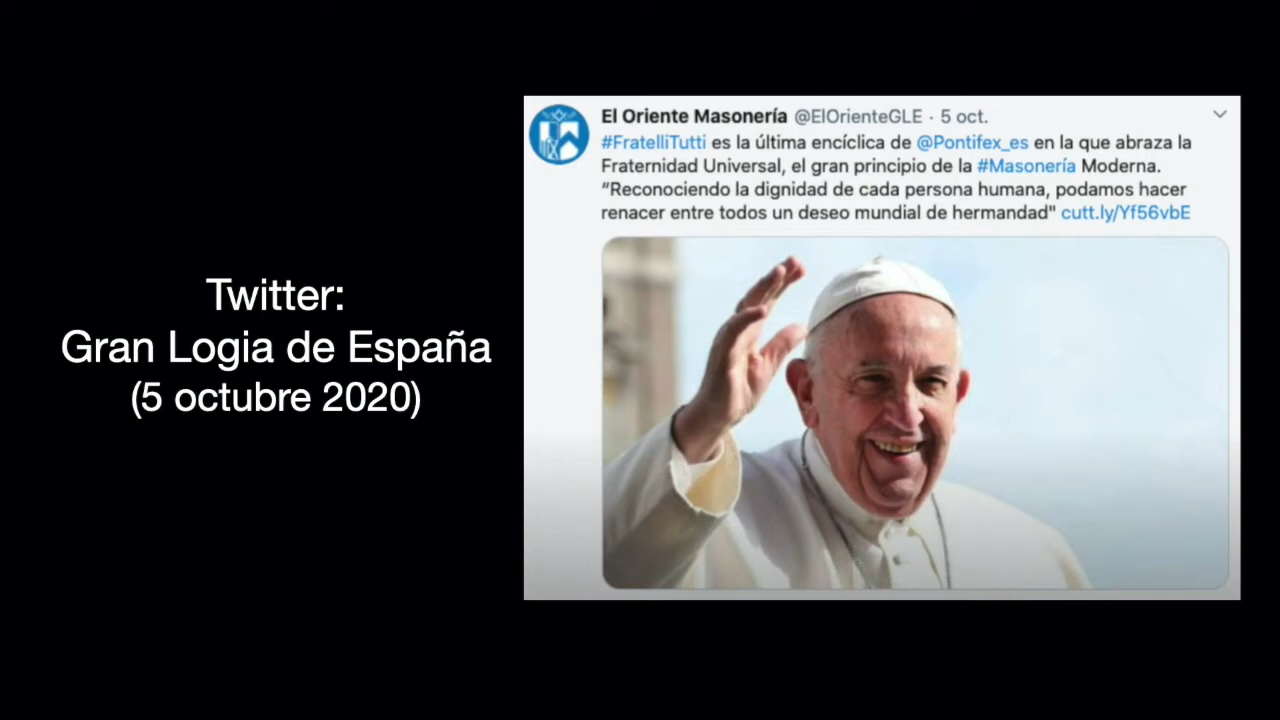 Twitter:
Gran Logia de España
(5 octubre 2020)
El Oriente Masonería @ElOrienteGLE · 5 oct.
#FratelliTutti es la última encíclica de @Pontifex_es en la que abraza la
Fraternidad Universal, el gran principio de la #Masonería Moderna.
“Reconociendo la dignidad de cada persona humana, podamos hacer
renacer entre todos un deseo mundial de hermandad" cutt.ly/Yf56vbE